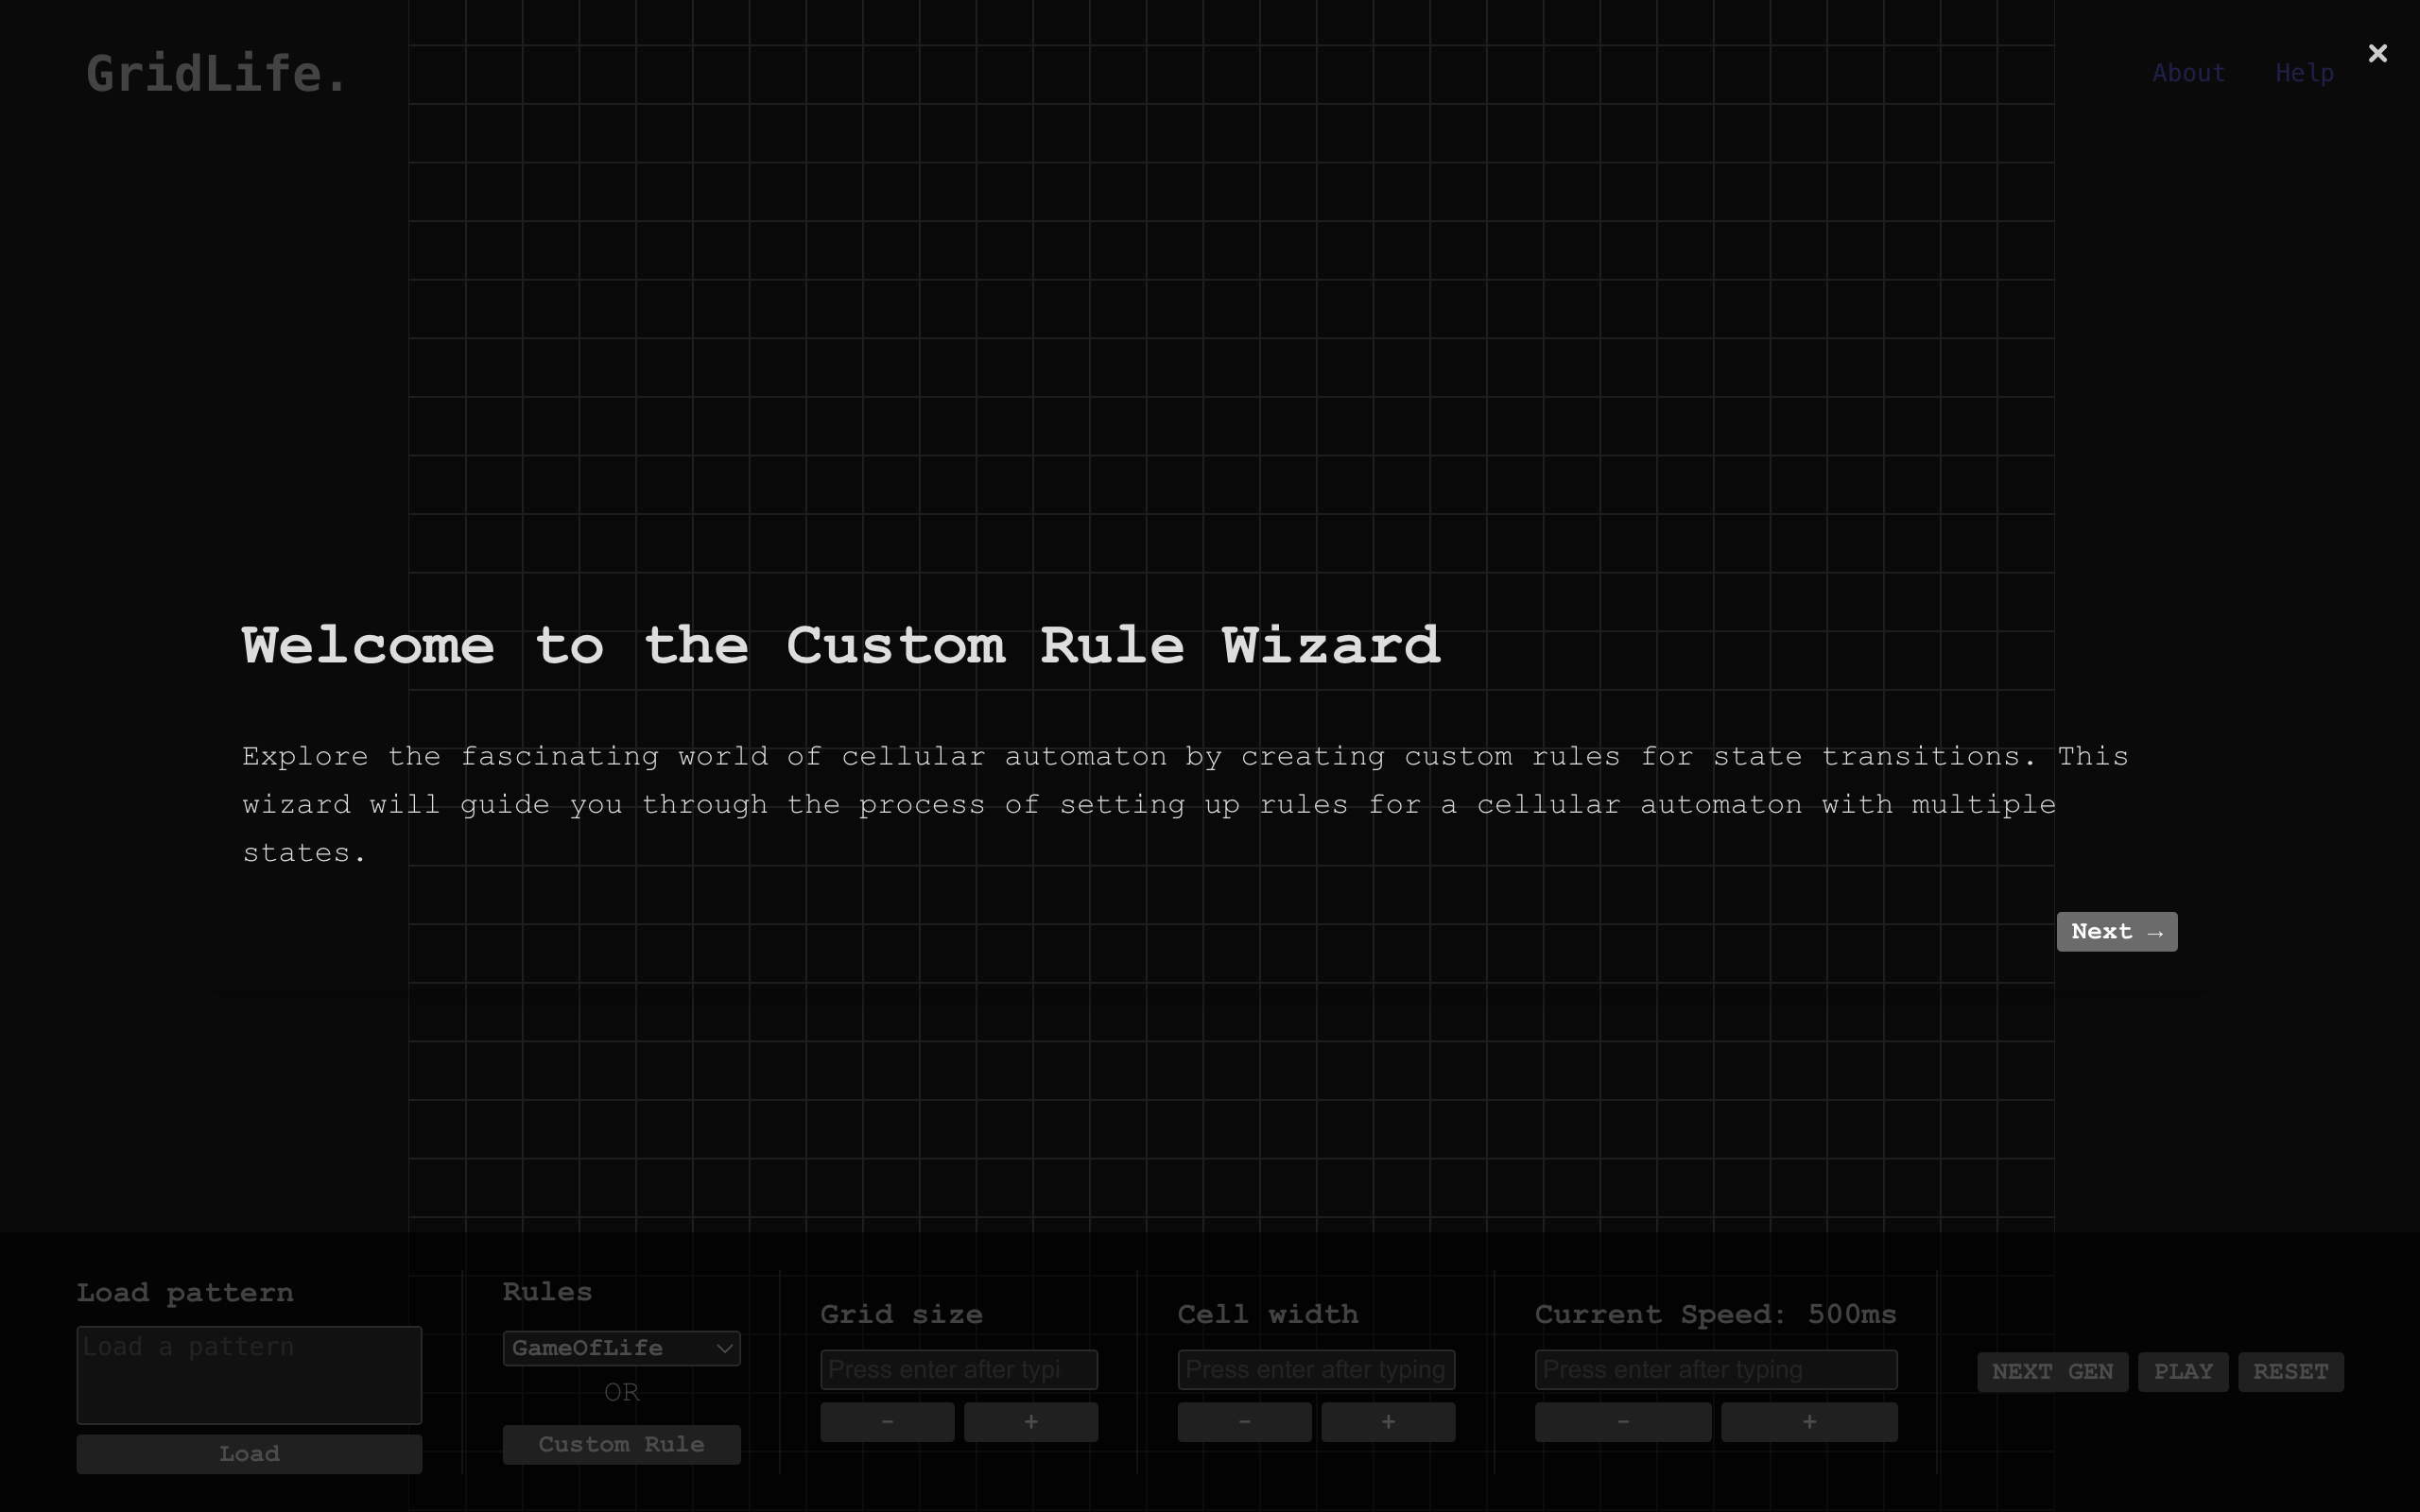 GridLife.
About Help
Welcome to the Custom Rule Wizard
Explore the fascinating world of cellular automaton by creating custom rules for state transitions. This
wizard will guide you through the process of setting up rules for a cellular automaton with multiple
states.
Next →
Load pattern
Load a pattern
Load
Rules
GameOfLife
OR
Custom Rule
Grid size
Press enter after typi
- +
Cell width
Press enter after typing
- +
Current Speed: 500ms
Press enter after typing
- +
NEXT GEN PLAY RESET